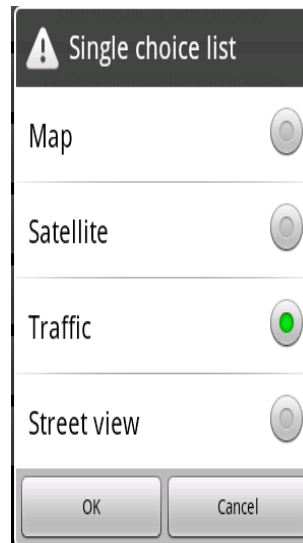 Single choice list
Map
Satellite
Traffic
Street view
OK
Cancel